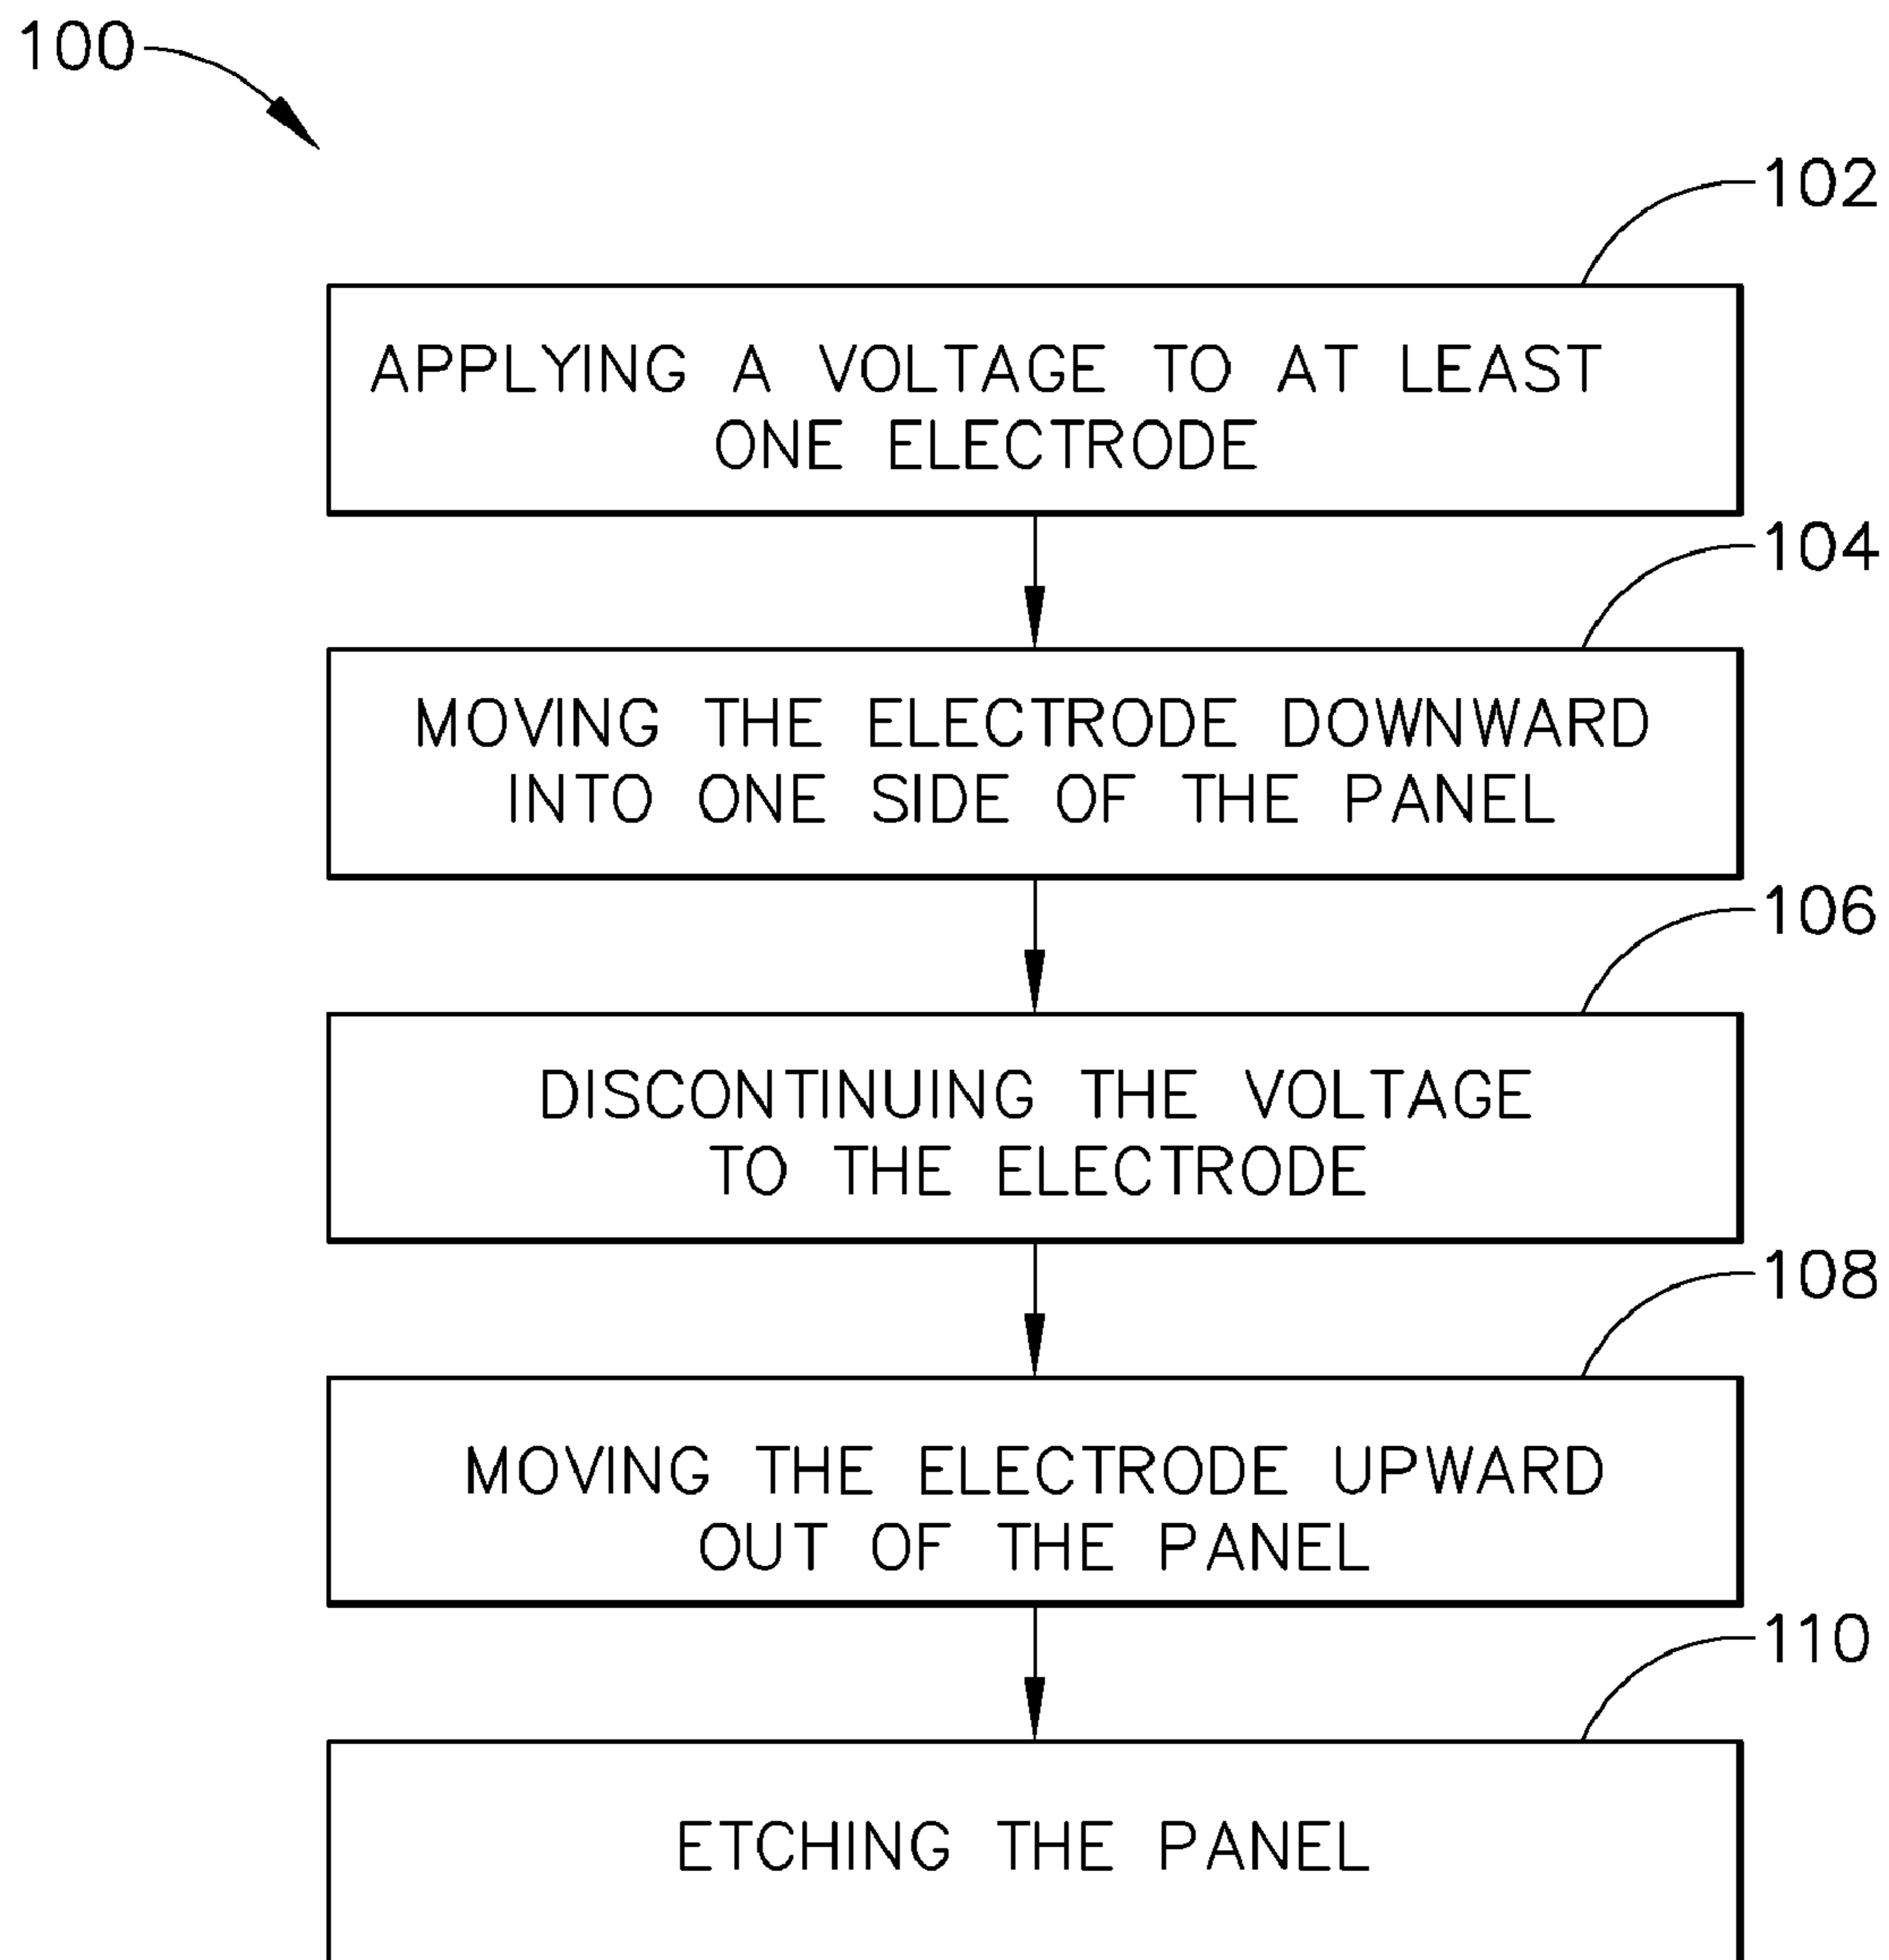 100
102
APPLYING A VOLTAGE TO AT LEAST
ONE ELECTRODE
104
MOVING THE ELECTRODE DOWNWARD
INTO ONE SIDE OF THE PANEL
106
DISCONTINUING THE VOLTAGE
TO THE ELECTRODE
108
MOVING THE ELECTRODE UPWARD
OUT OF THE PANEL
110
ETCHING THE PANEL